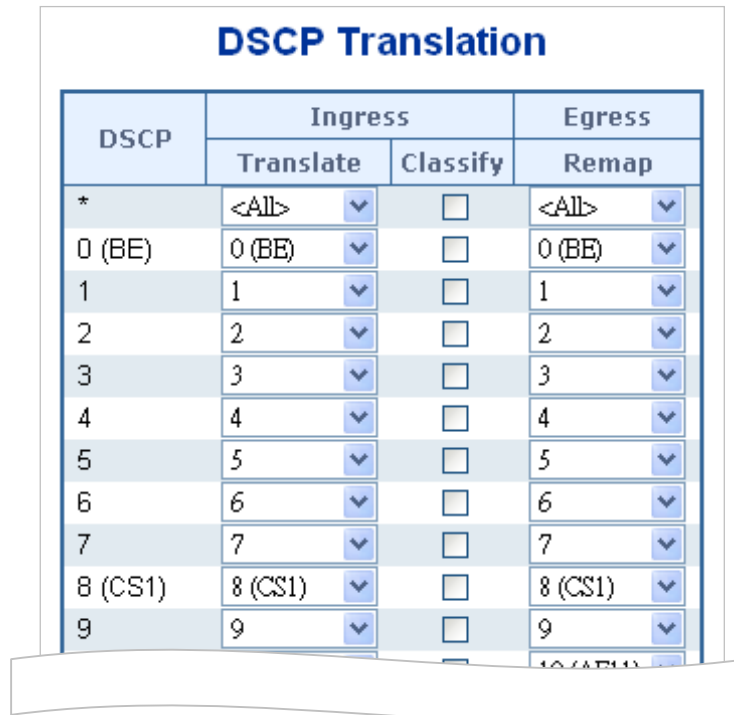 DSCP Translation
DSCP Ingress Egress
Translate Classify Remap
* <All> <All>
0 (BE) 0 (BE) 0 (BE)
1 1 1
2 2 2
3 3 3
4 4 4
5 5 5
6 6 6
7 7 7
8 (CS1) 8 (CS1) 8 (CS1)
9 9 9
10 (AF11)